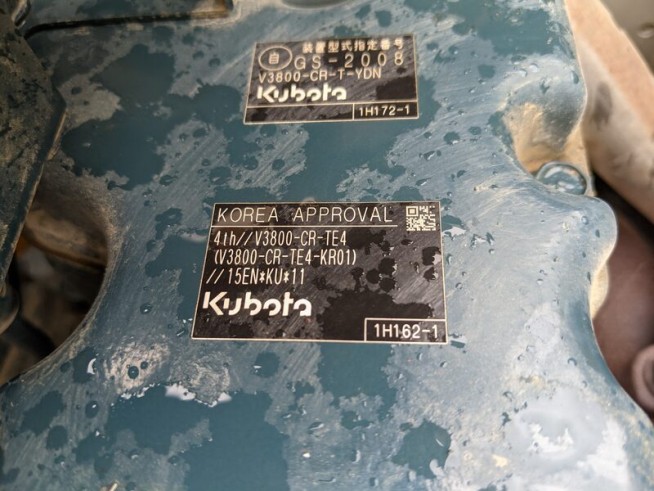 装置型式指定番号
自 GS-2008
V3800-CR-T-YDN
Kubota
1H172-1
KOREA APPROVAL
4th//V3800-CR-TE4
(V3800-CR-TE4-KR01)
//15EN*KU*11
Kubota
1H162-1